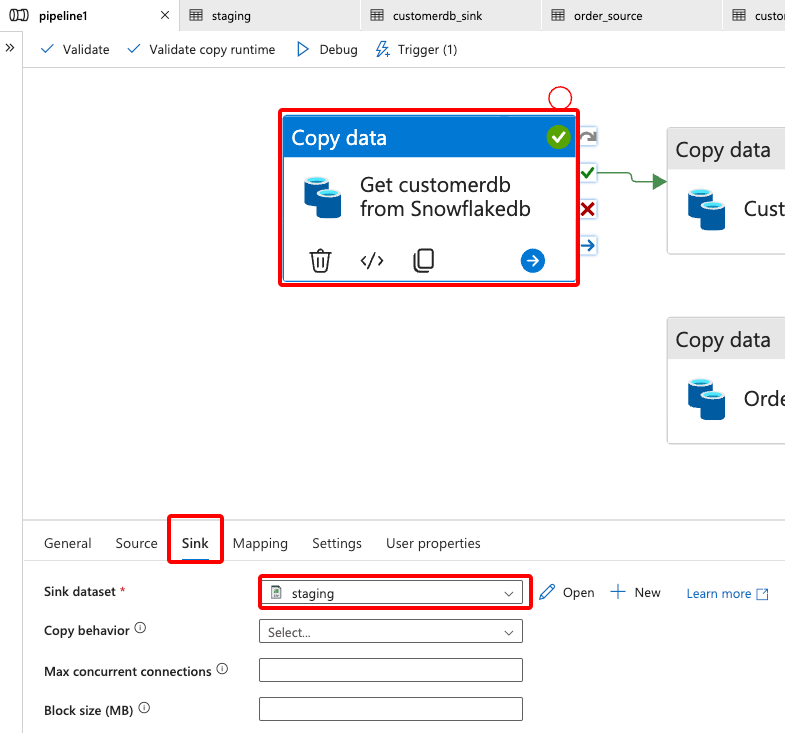 pipeline1
staging
customerdb_sink
order_source
custo
Validate
Validate copy runtime
Debug
Trigger (1)
Copy data
Get customerdb
from Snowflakedb
Copy data
Cust
Copy data
Orde
General
Source
Sink
Mapping
Settings
User properties
Sink dataset *
staging
Open
New
Learn more
Copy behavior
Select...
Max concurrent connections
Block size (MB)